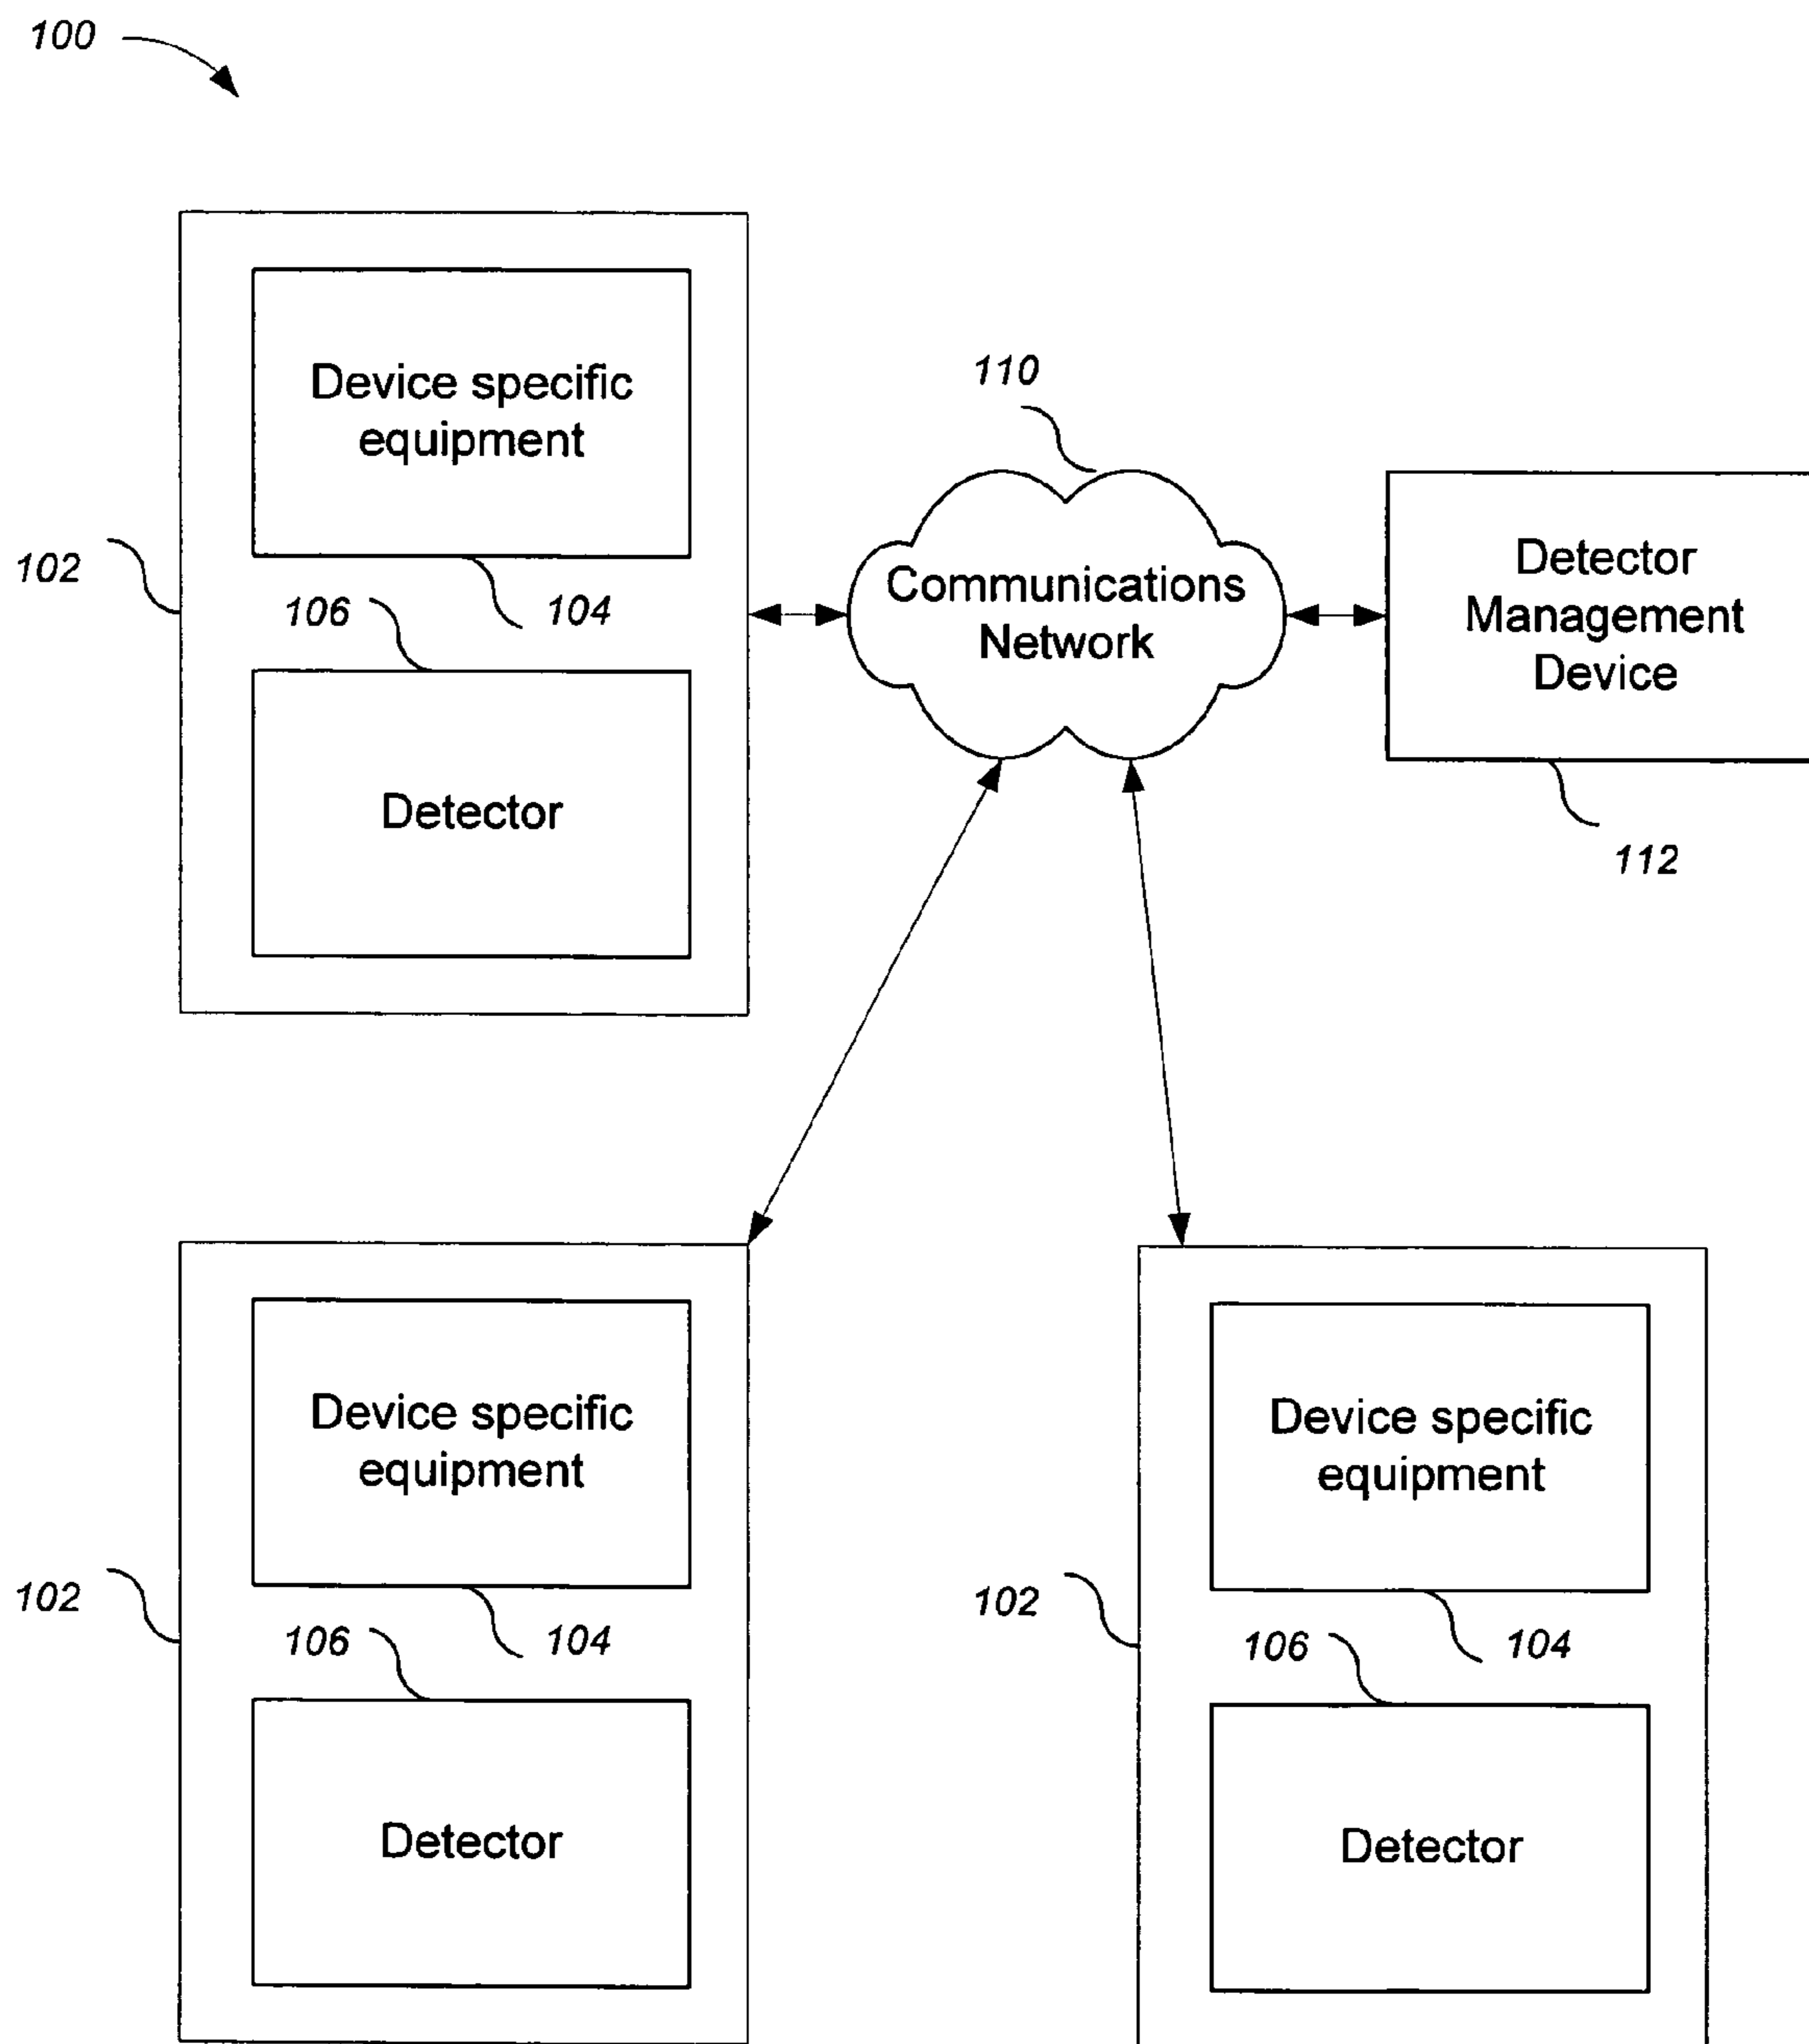 100
Device specific
equipment
102
104
106
Detector
110
Communications
Network
Detector
Management
Device
112
Device specific
equipment
102
104
106
Detector
Device specific
equipment
102
104
106
Detector